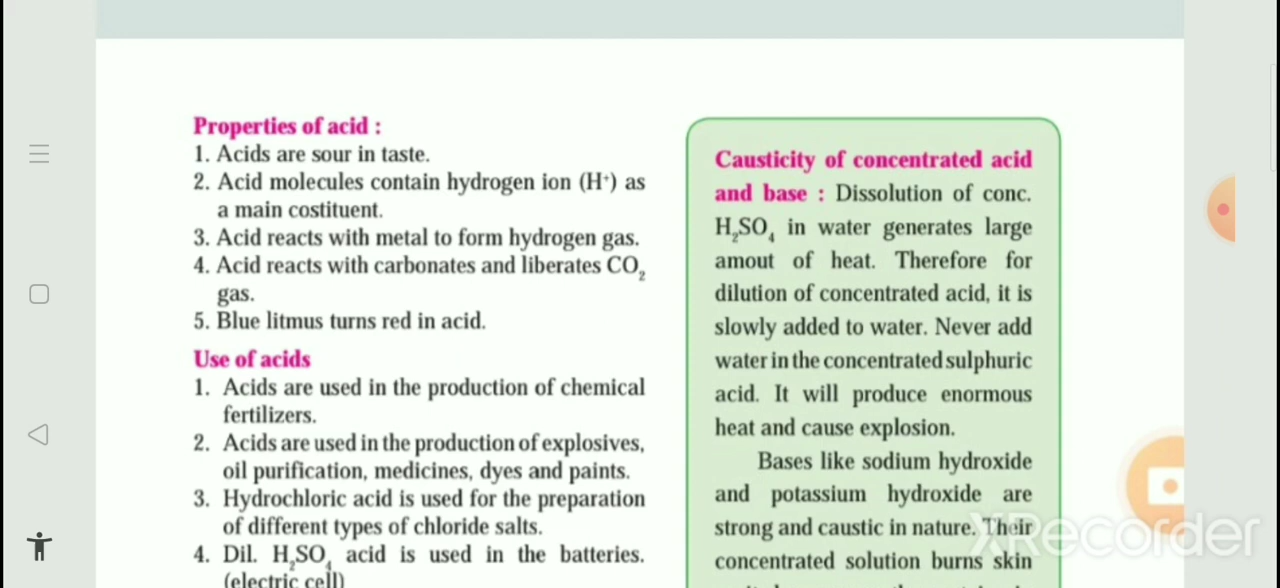 Properties of acid :
1. Acids are sour in taste.
2. Acid molecules contain hydrogen ion (H⁺) as
a main costituent.
3. Acid reacts with metal to form hydrogen gas.
4. Acid reacts with carbonates and liberates CO₂
gas.
5. Blue litmus turns red in acid.
Use of acids
1. Acids are used in the production of chemical
fertilizers.
2. Acids are used in the production of explosives,
oil purification, medicines, dyes and paints.
3. Hydrochloric acid is used for the preparation
of different types of chloride salts.
4. Dil. H₂SO₄ acid is used in the batteries.
(electric cell)
Causticity of concentrated acid
and base : Dissolution of conc.
H₂SO₄ in water generates large
amout of heat. Therefore for
dilution of concentrated acid, it is
slowly added to water. Never add
water in the concentrated sulphuric
acid. It will produce enormous
heat and cause explosion.
Bases like sodium hydroxide
and potassium hydroxide are
strong and caustic in nature. Their
concentrated solution burns skin
XRecorder